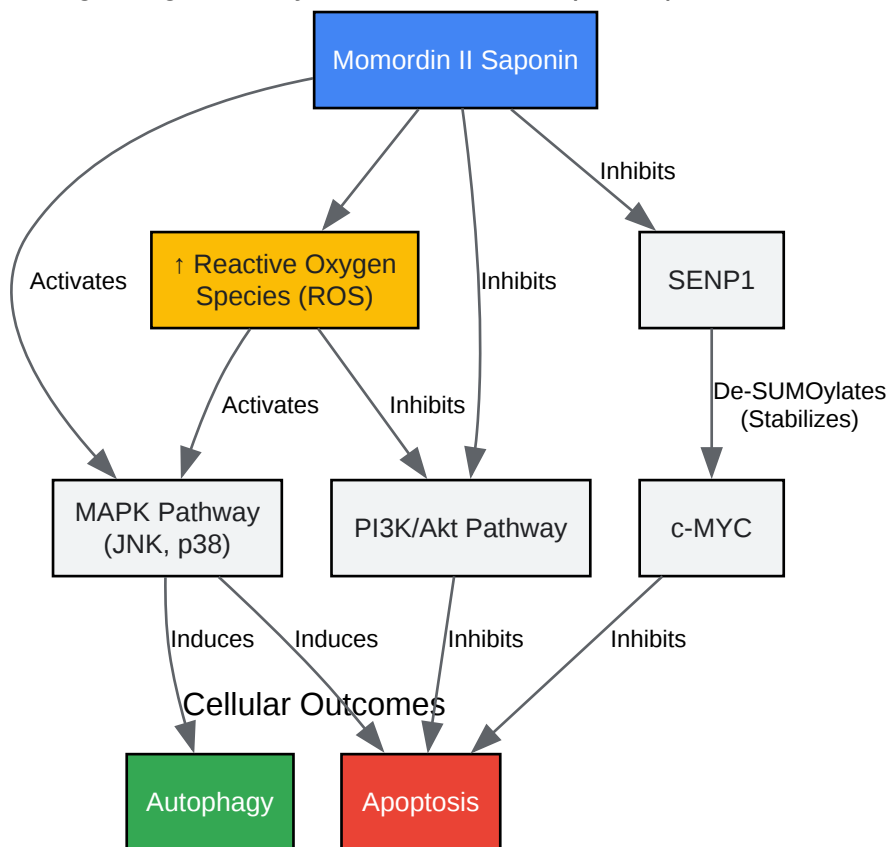 Momordin II Saponin
Inhibits
↑ Reactive Oxygen
Species (ROS)
SENP1
Activates
Inhibits
De-SUMOylates
(Stabilizes)
Activates
Inhibits
MAPK Pathway
(JNK, p38)
PI3K/Akt Pathway
c-MYC
Induces
Induces
Inhibits
Inhibits
Cellular Outcomes
Autophagy
Apoptosis